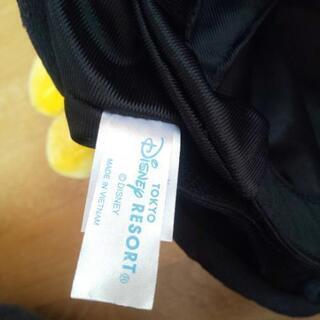 TOKYO
Disney RESORT®
©DISNEY
MADE IN VIETNAM